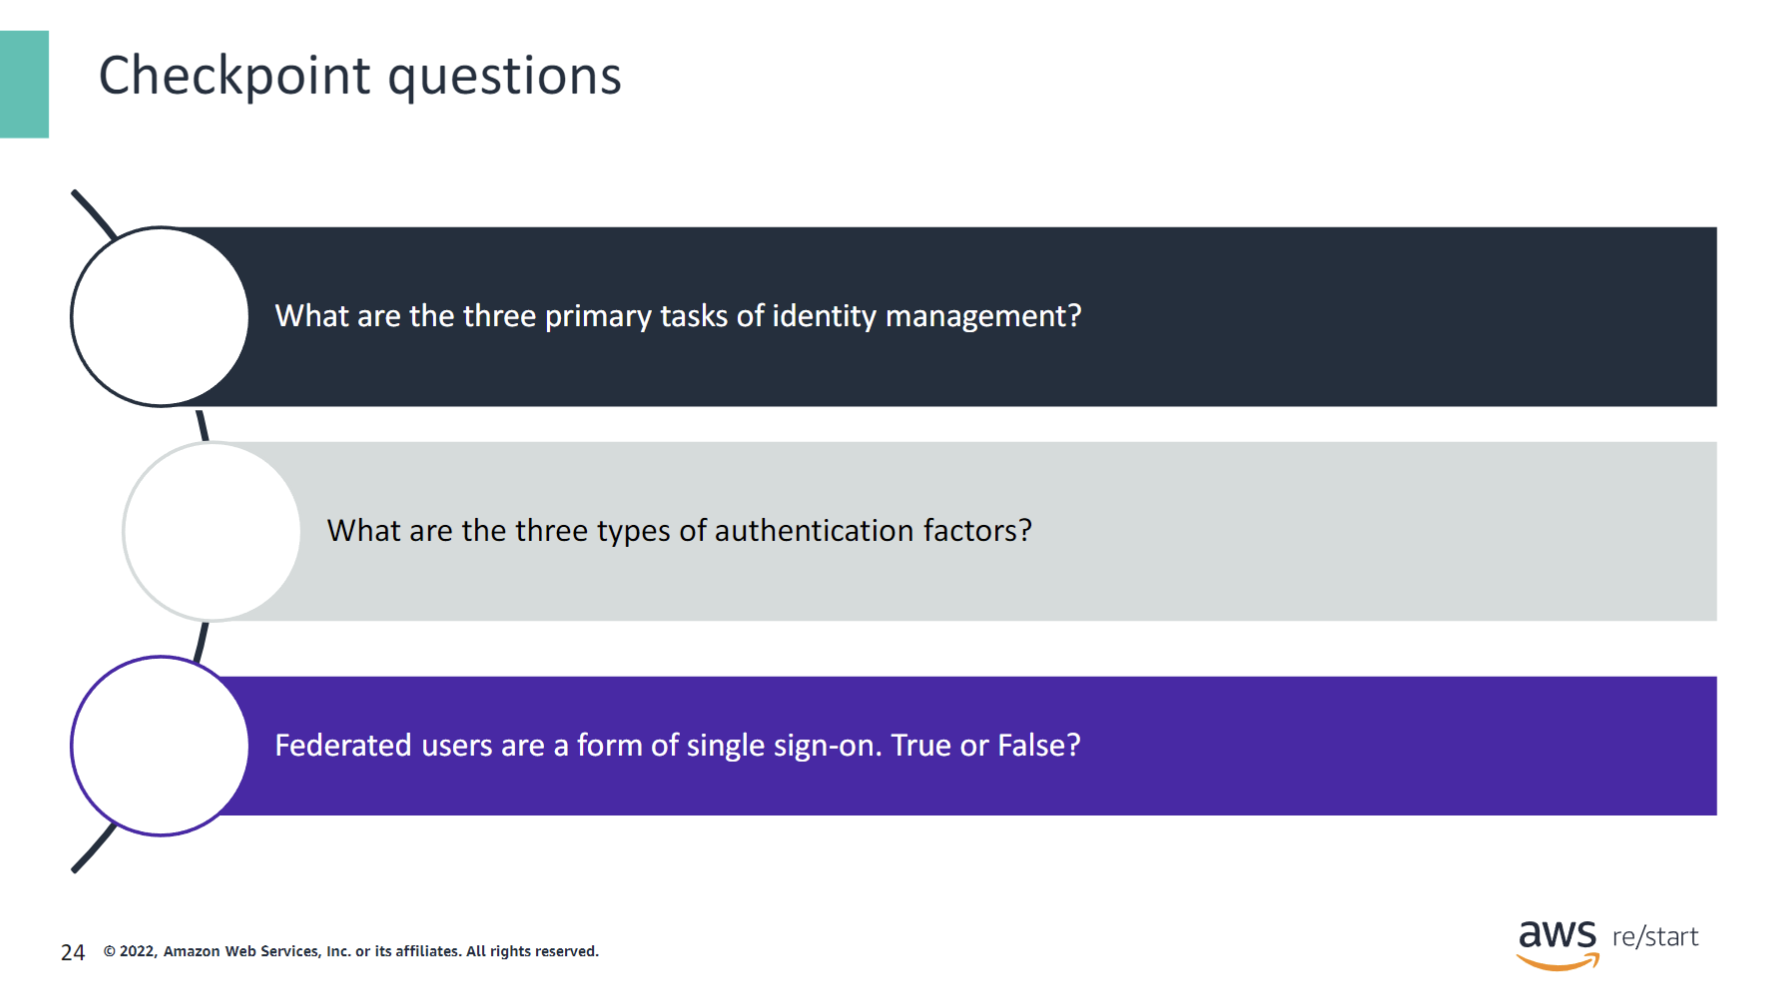 Checkpoint questions
What are the three primary tasks of identity management?
What are the three types of authentication factors?
Federated users are a form of single sign-on. True or False?
24 © 2022, Amazon Web Services, Inc. or its affiliates. All rights reserved.
aws re/start